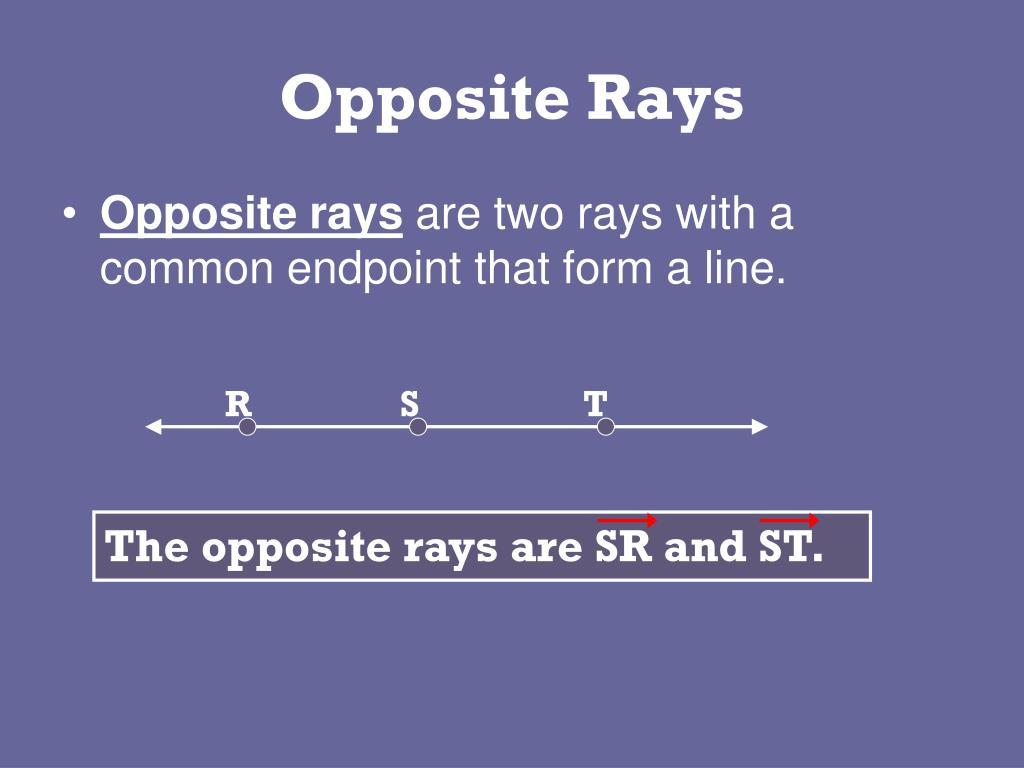 Opposite Rays
• Opposite rays are two rays with a
common endpoint that form a line.
R S T
The opposite rays are SR and ST.